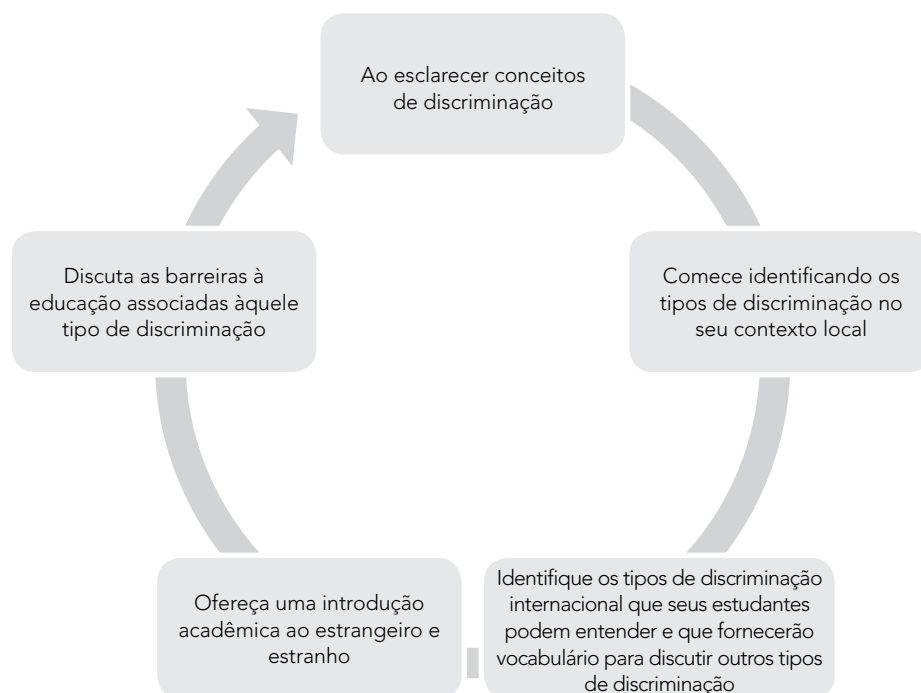 Ao esclarecer conceitos
de discriminação
Comece identificando os
tipos de discriminação no
seu contexto local
Identifique os tipos de discriminação
internacional que seus estudantes
podem entender e que fornecerão
vocabulário para discutir outros tipos
de discriminação
Ofereça uma introdução
acadêmica ao estrangeiro e
estranho
Discuta as barreiras à
educação associadas àquele
tipo de discriminação